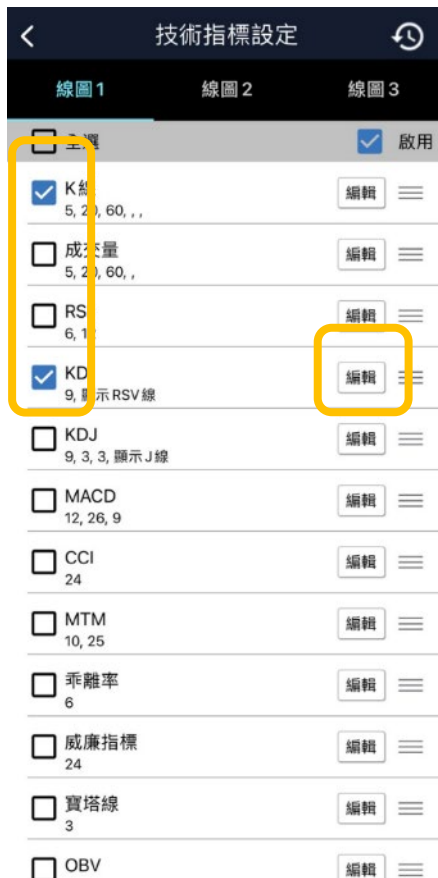 技術指標設定
線圖1 線圖2 線圖3
全選 啟用
K線 編輯
5, 20, 60, , ,
成交量 編輯
5, 20, 60, ,
RSI 編輯
6, 12
KD 編輯
9, 顯示RSV線
KDJ 編輯
9, 3, 3, 顯示J線
MACD 編輯
12, 26, 9
CCI 編輯
24
MTM 編輯
10, 25
乖離率 編輯
6
威廉指標 編輯
24
寶塔線 編輯
3
OBV 編輯